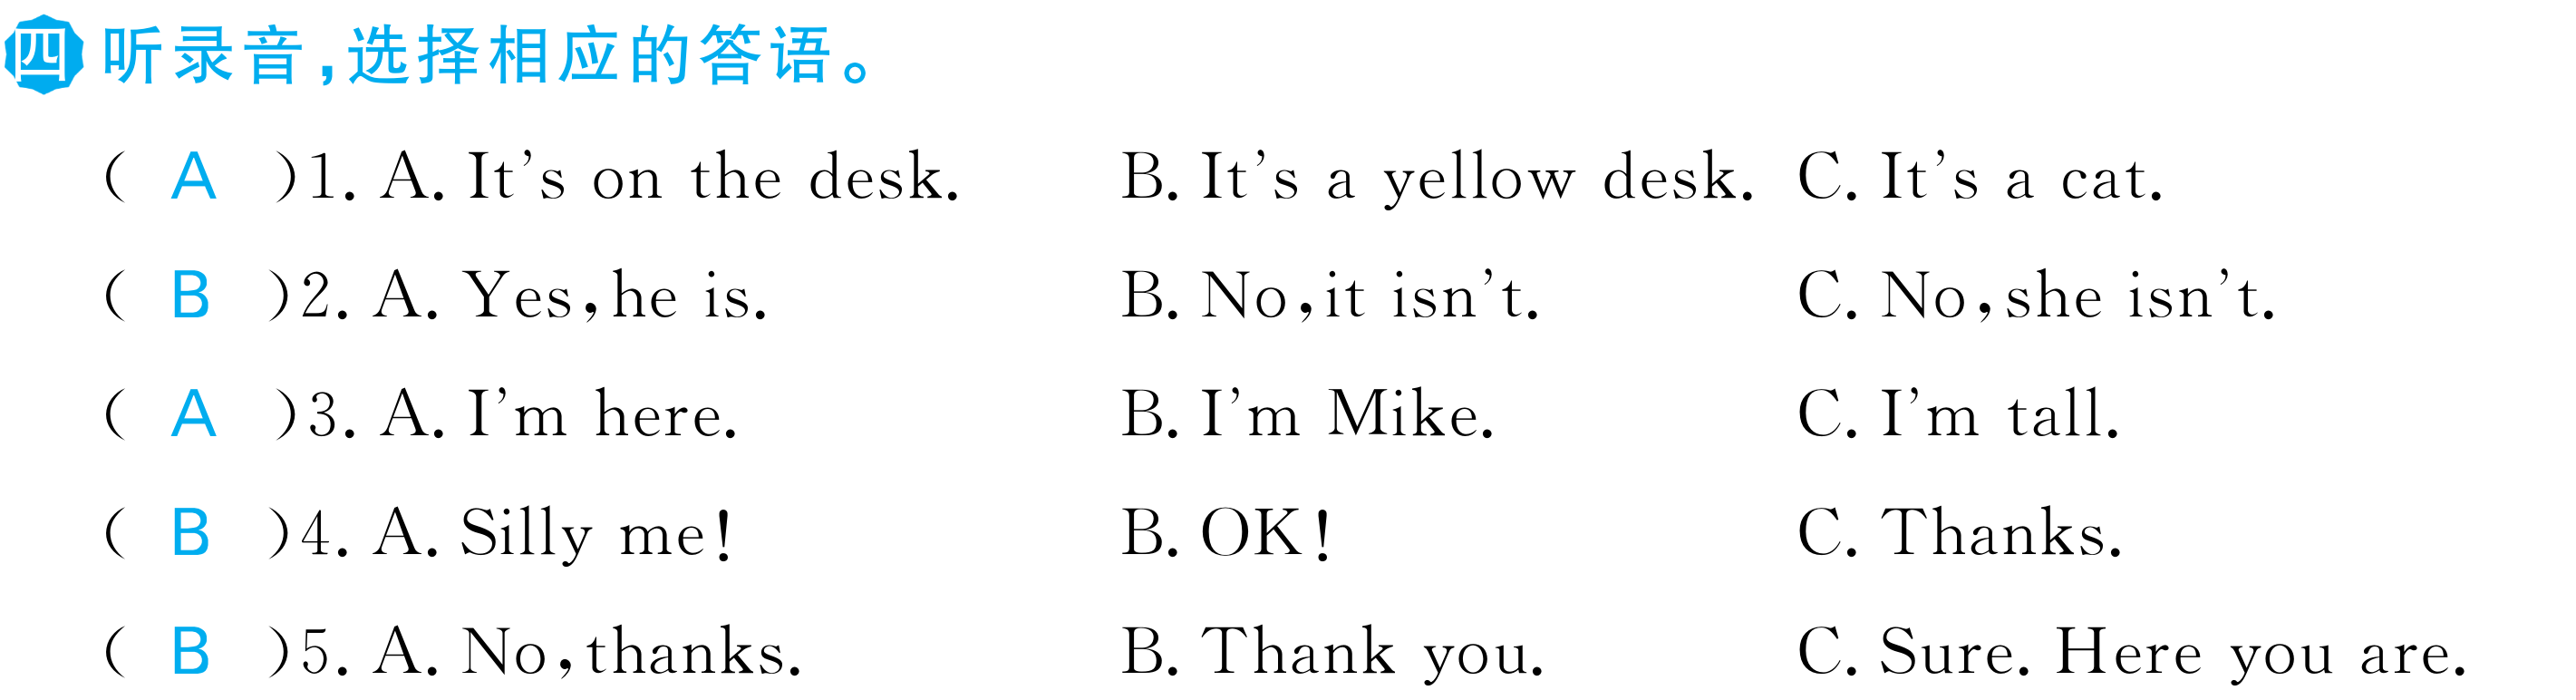 四 听录音,选择相应的答语。
( A )1. A. It's on the desk. B. It's a yellow desk. C. It's a cat.
( B )2. A. Yes,he is. B. No,it isn't. C. No,she isn't.
( A )3. A. I'm here. B. I'm Mike. C. I'm tall.
( B )4. A. Silly me! B. OK! C. Thanks.
( B )5. A. No,thanks. B. Thank you. C. Sure. Here you are.